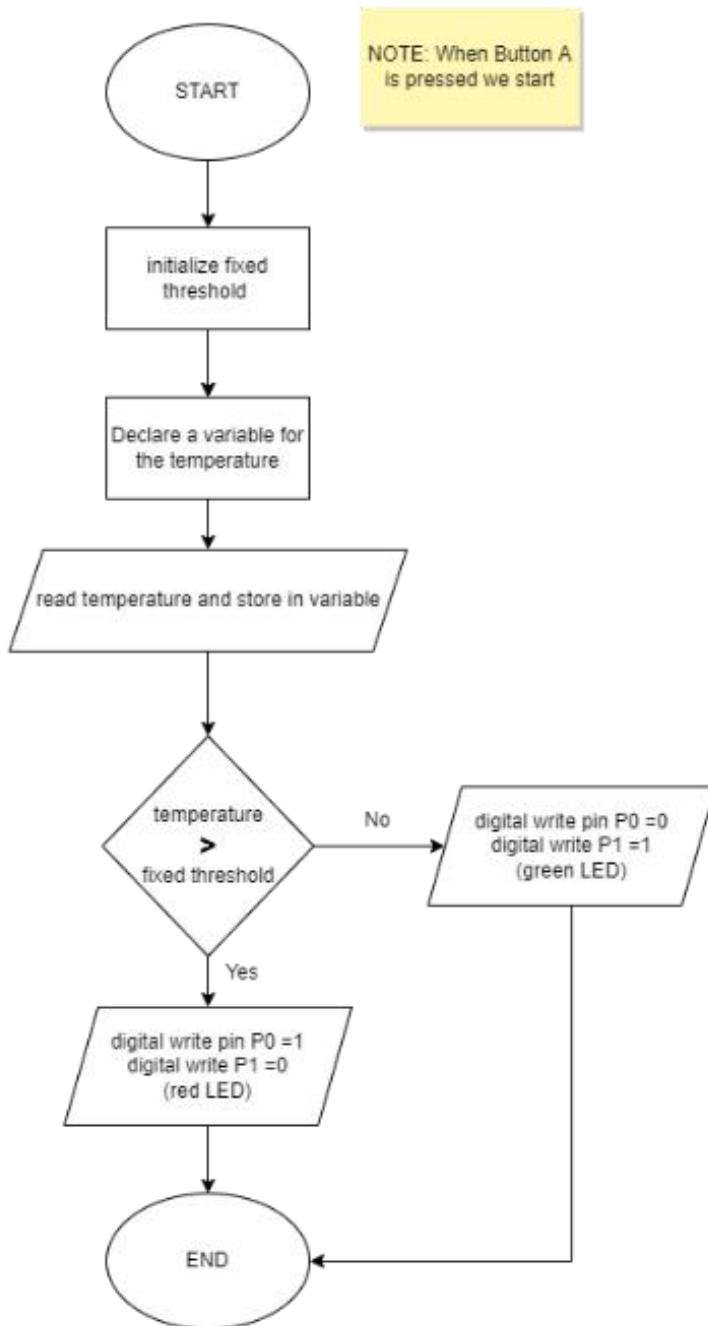 START
NOTE: When Button A
is pressed we start
initialize fixed
threshold
Declare a variable for
the temperature
read temperature and store in variable
temperature
>
fixed threshold
No
digital write pin P0 =0
digital write P1 =1
(green LED)
Yes
digital write pin P0 =1
digital write P1 =0
(red LED)
END